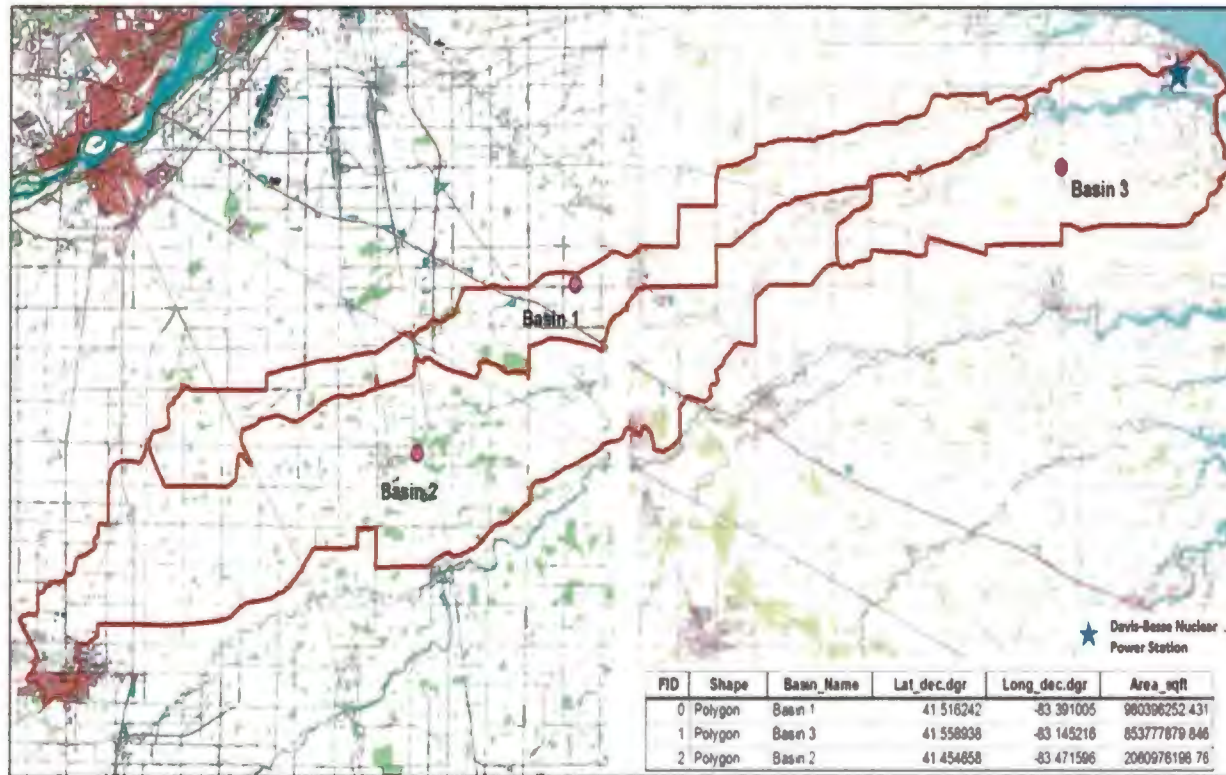 Basin 3
Basin 1
Basin 2
Davis-Besse Nuclear
Power Station
FID Shape Basin_Name Lat_dec.dgr Long_dec.dgr Area_sqft
0 Polygon Basin 1 41 516242 -83 391005 980396252 431
1 Polygon Basin 3 41 558938 -83 145216 853777879 846
2 Polygon Basin 2 41 454658 -83 471596 2060976198 76